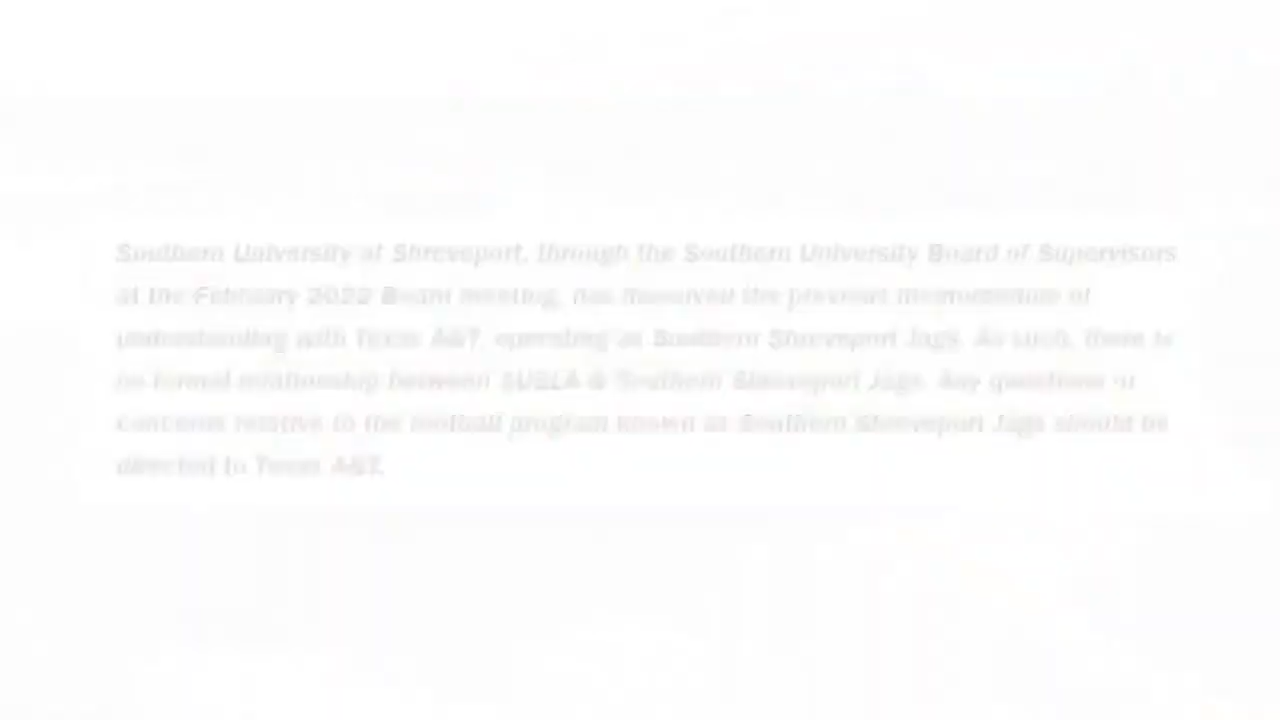 Southern University at Shreveport, through the Southern University Board of Supervisors
at the February 2022 Board meeting, has dissolved the previous memorandum of
understanding with Texas A&T, operating as Southern Shreveport Jags. As such, there is
no formal relationship between SUSLA & Southern Shreveport Jags. Any questions or
concerns relative to the football program known as Southern Shreveport Jags should be
directed to Texas A&T.